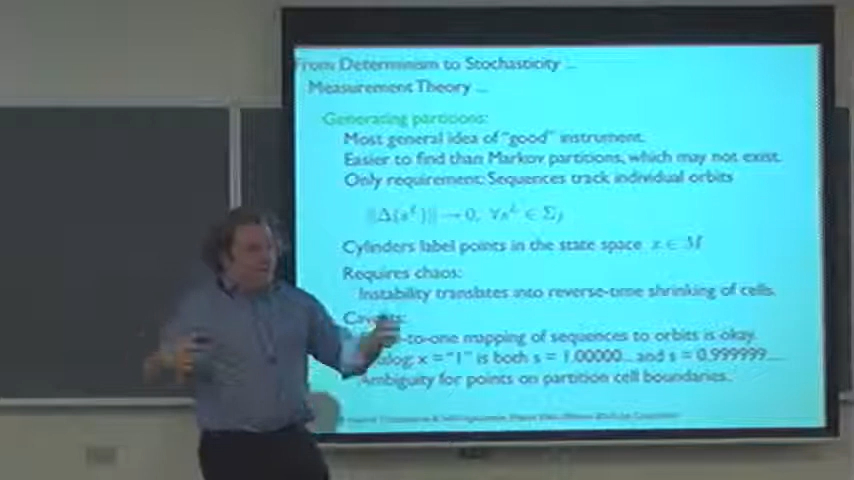 From Determinism to Stochasticity ...
Measurement Theory ...
Generating partitions:
Most general idea of "good" instrument.
Easier to find than Markov partitions, which may not exist.
Only requirement: Sequences track individual orbits
||Δ(s^L)|| → 0, ∀s^L ∈ Σ_f
Cylinders label points in the state space x ∈ M
Requires chaos:
Instability translates into reverse-time shrinking of cells.
Caveats:
-to-one mapping of sequences to orbits is okay.
x = "1" is both s = 1.00000... and s = 0.999999....
Ambiguity for points on partition cell boundaries.